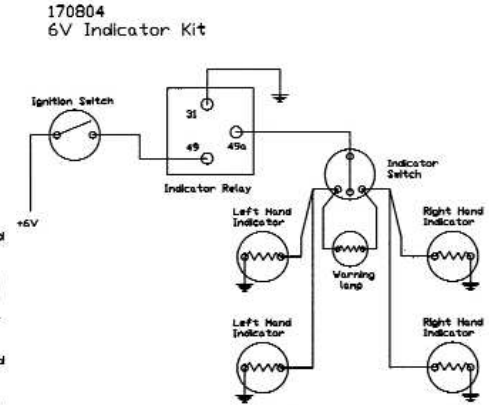 170804
6V Indicator Kit
Ignition Switch
31
49
49a
Indicator Relay
Indicator
Switch
+6V
Left Hand
Indicator
Right Hand
Indicator
Warning
lamp
Left Hand
Indicator
Right Hand
Indicator